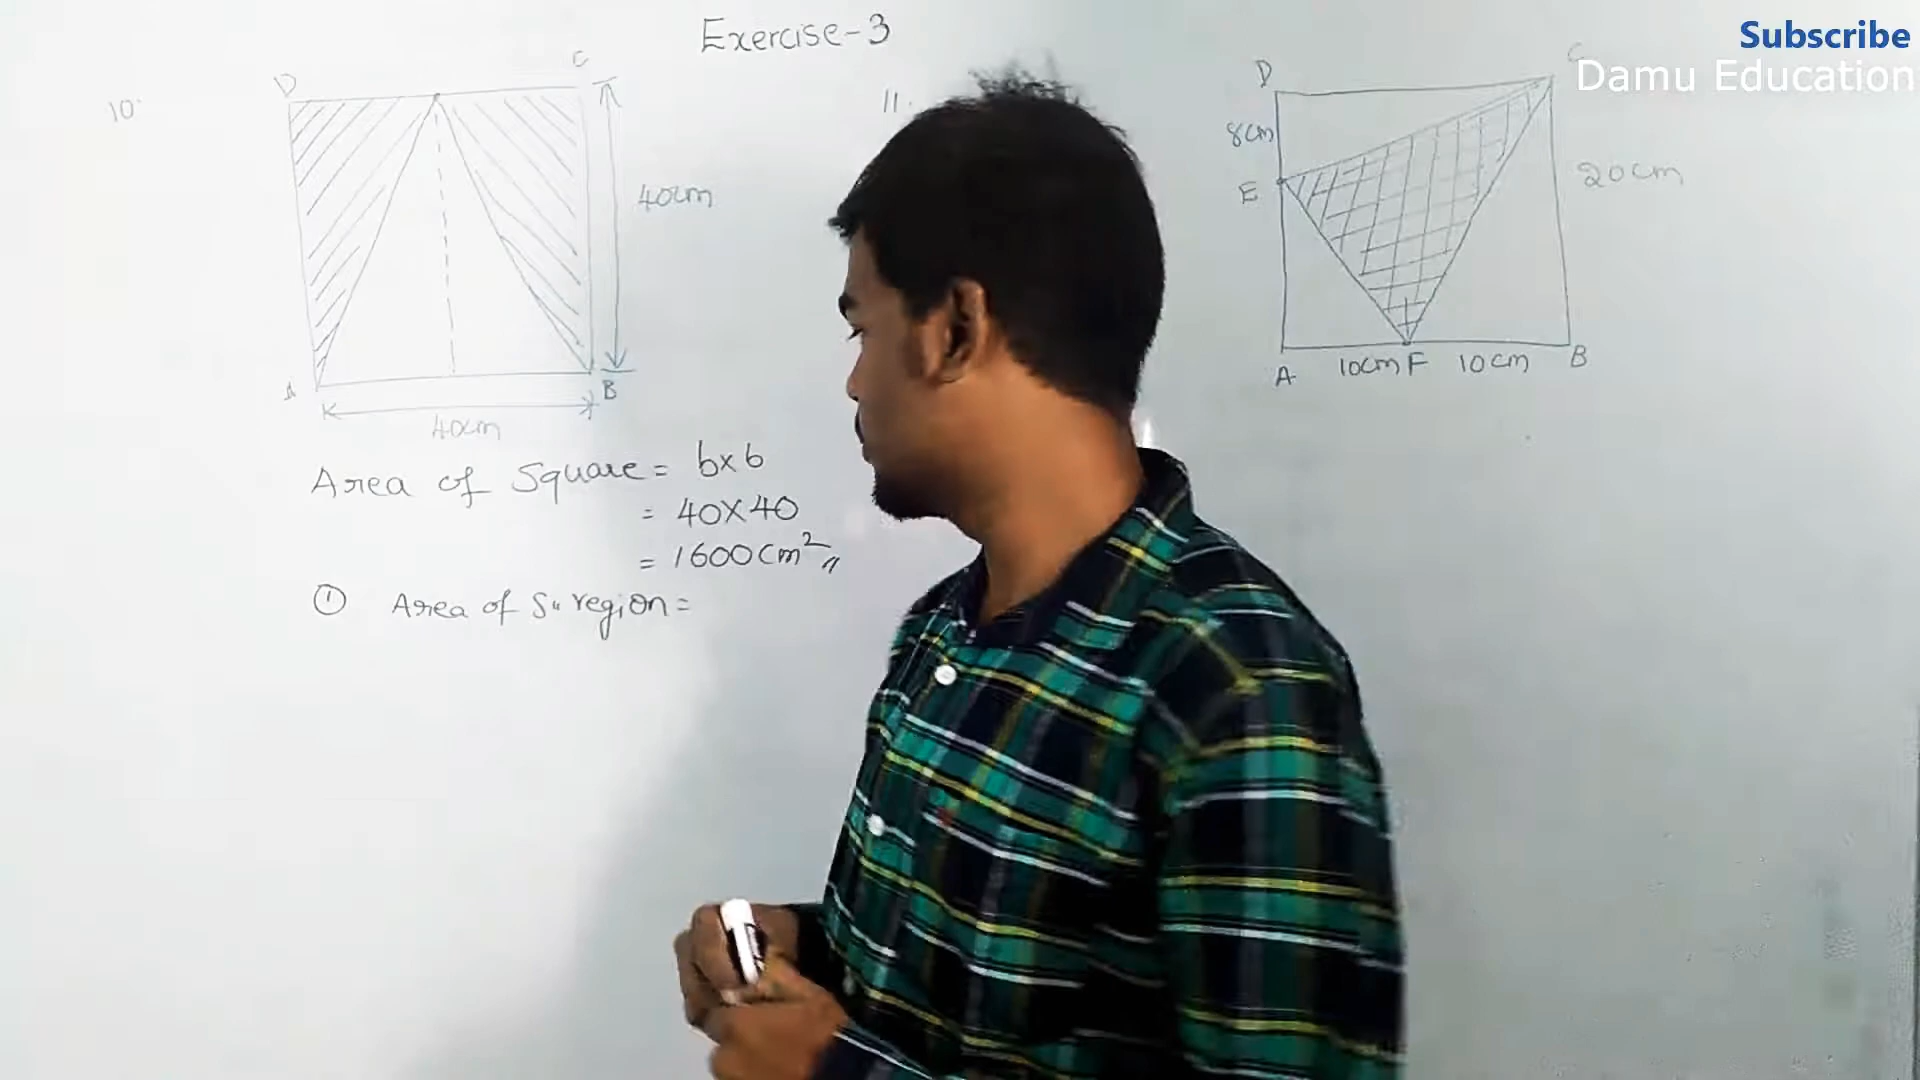 Exercise-3
Subscribe
Damu Education
10.
D
C
40cm
A
B
40cm
Area of Square = b×b
= 40×40
= 1600cm²
① Area of S" region =
11.
D
C
8cm
E
20cm
A 10cm F 10cm B